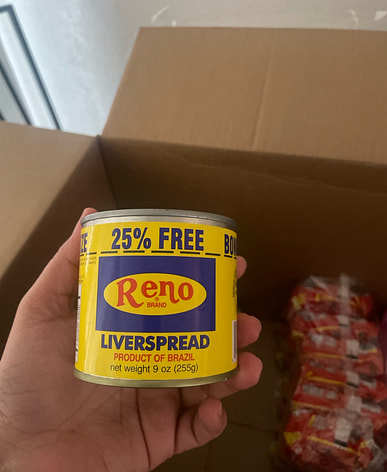 25% FREE
Reno
®
BRAND
LIVERSPREAD
PRODUCT OF BRAZIL
net weight 9 oz (255g)